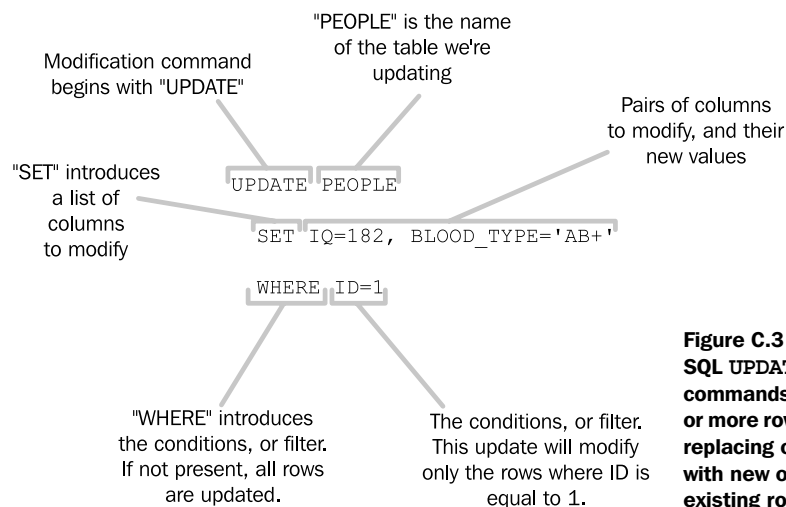 "PEOPLE" is the name
of the table we're
updating
Modification command
begins with "UPDATE"
Pairs of columns
to modify, and their
new values
"SET" introduces
a list of
columns
to modify
UPDATE PEOPLE
SET IQ=182, BLOOD_TYPE='AB+'
WHERE ID=1
"WHERE" introduces
the conditions, or filter.
If not present, all rows
are updated.
The conditions, or filter.
This update will modify
only the rows where ID is
equal to 1.
Figure C.3
SQL
commands
or more
replacing
with new
existing